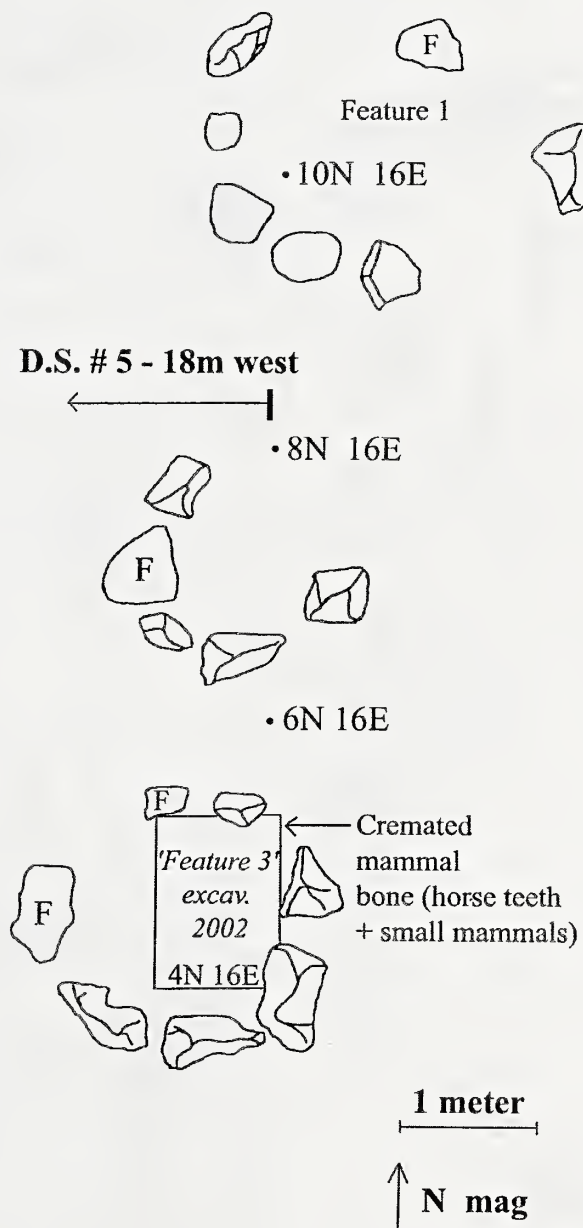 F
Feature 1
• 10N 16E
D.S. # 5 - 18m west
• 8N 16E
F
• 6N 16E
F
'Feature 3'
excav.
2002
4N 16E
Cremated
mammal
bone (horse teeth
+ small mammals)
F
1 meter
N mag